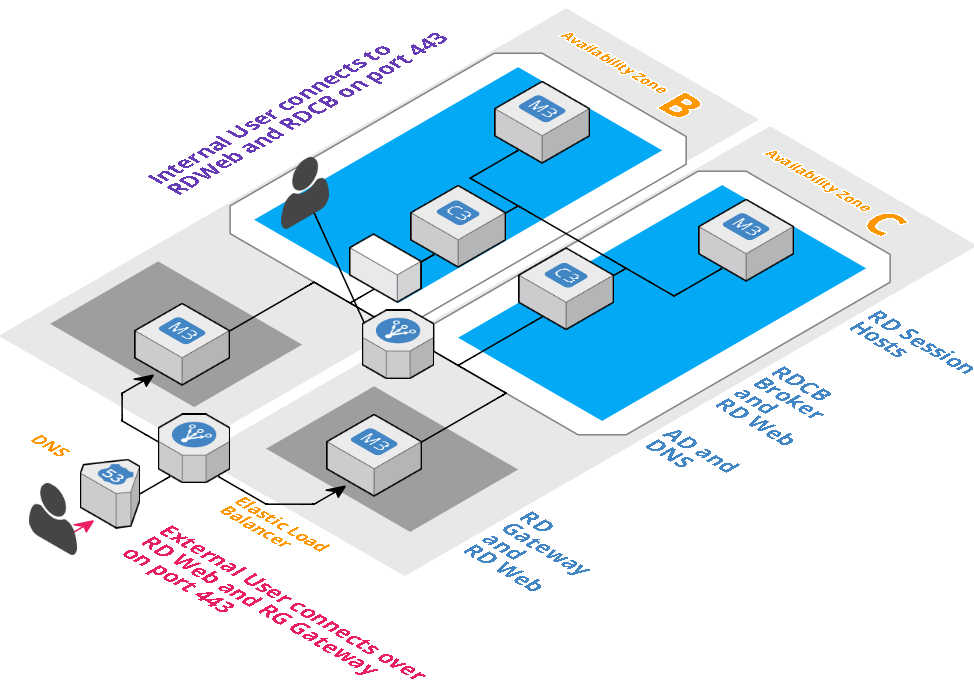 Internal User connects to
RDWeb and RDCB on port 443
Availability Zone
B
Availability Zone
C
M3
C3
M3
C3
M3
M3
RD Session
Hosts
RDCB
Broker
and
RD Web
AD and
DNS
RD
Gateway
and
RD Web
DNS
53
Elastic Load
Balancer
External User connects over
RD Web and RG Gateway
on port 443